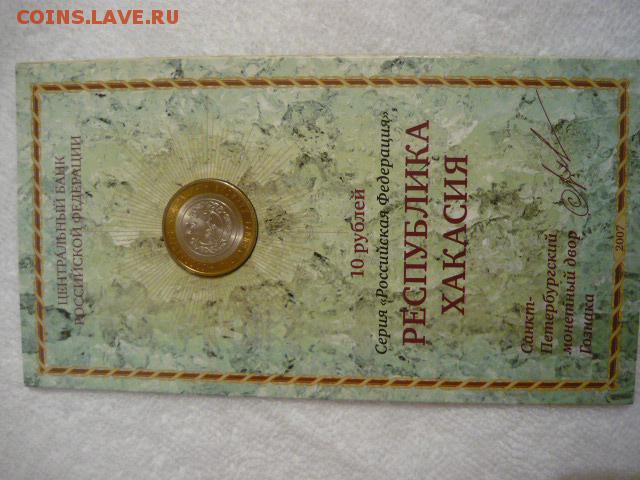 COINS.LAVE.RU
ЦЕНТРАЛЬНЫЙ БАНК
РОССИЙСКОЙ ФЕДЕРАЦИИ
10 рублей
Серия «Российская Федерация»
РЕСПУБЛИКА
ХАКАСИЯ
Санкт-
Петербургский
монетный двор
Гознака
2007